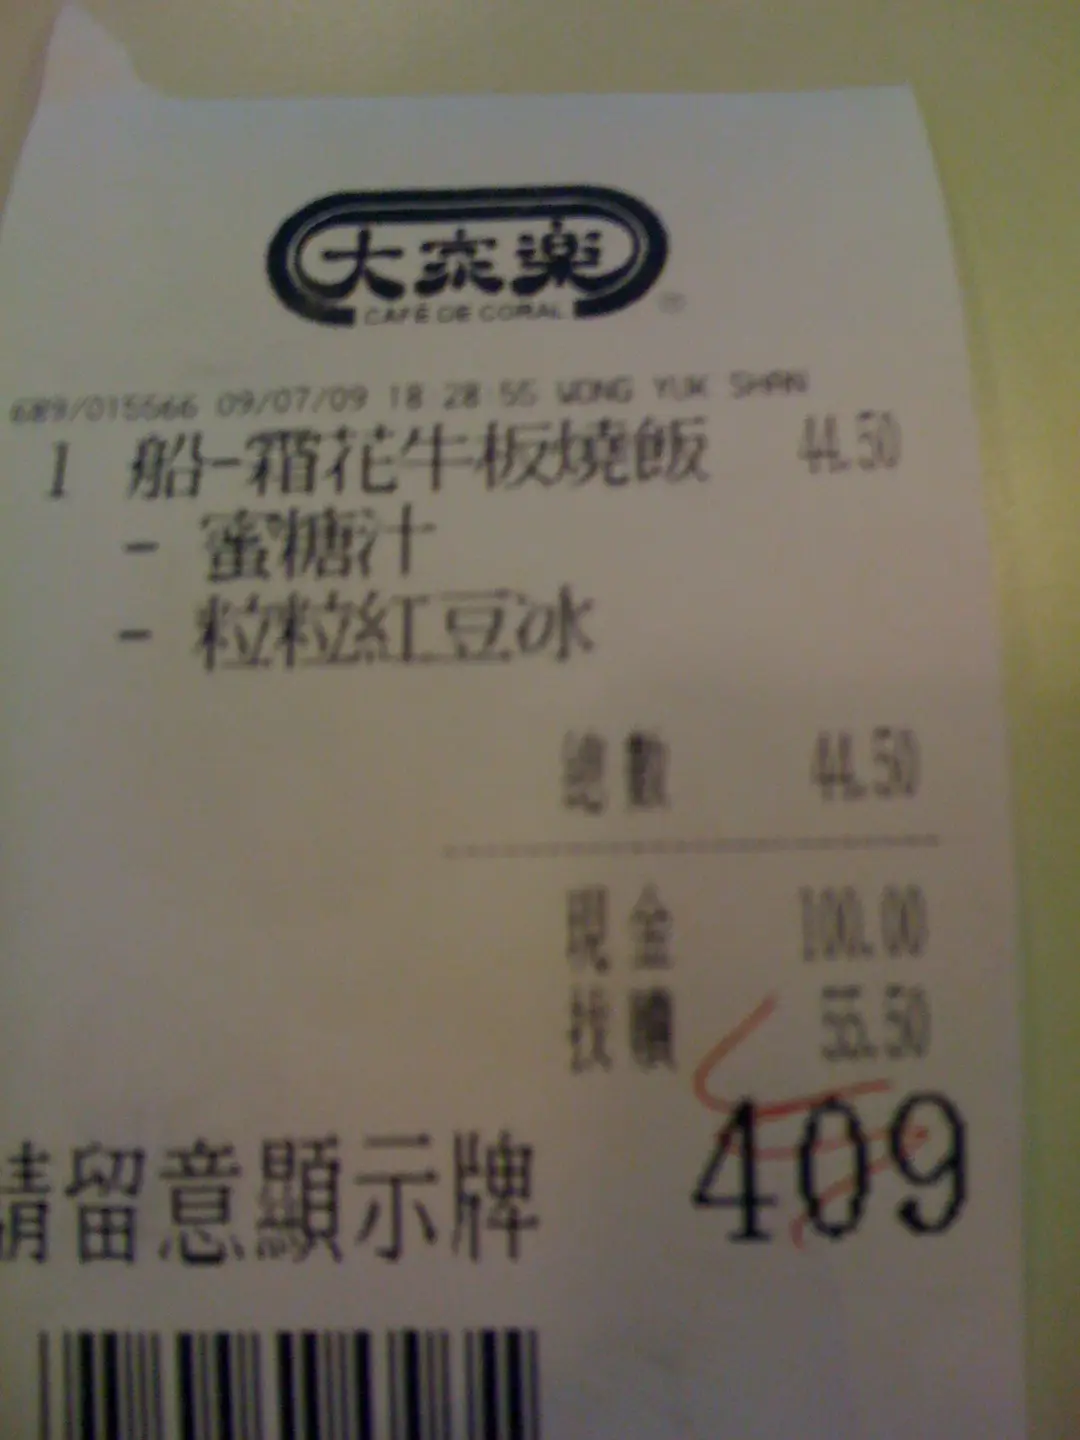 大家樂
CAFÉ DE CORAL
689/015566 09/07/09 18 28 55 WONG YUK SHAN
1 船-霜花牛板燒飯 44.50
- 蜜糖汁
- 粒粒紅豆冰
總數 44.50
現金 100.00
找贖 55.50
請留意顯示牌 409